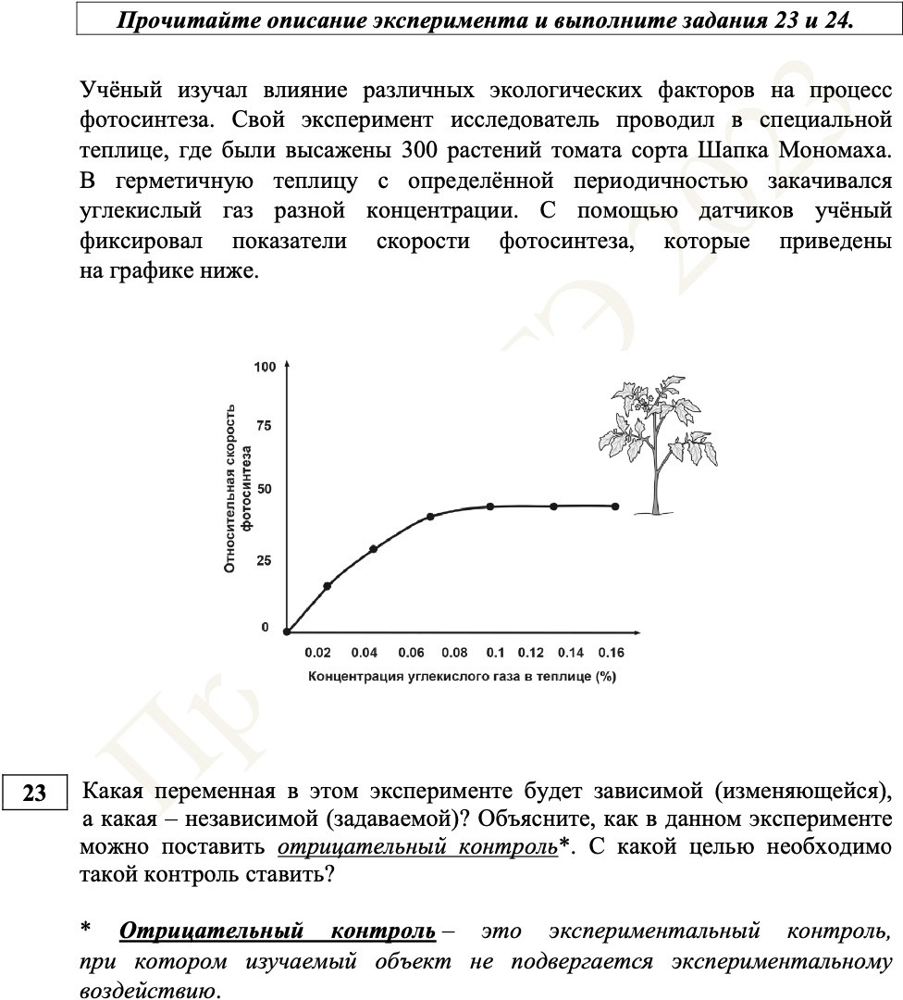 Прочитайте описание эксперимента и выполните задания 23 и 24.
Учёный изучал влияние различных экологических факторов на процесс
фотосинтеза. Свой эксперимент исследователь проводил в специальной
теплице, где были высажены 300 растений томата сорта Шапка Мономаха.
В герметичную теплицу с определённой периодичностью закачивался
углекислый газ разной концентрации. С помощью датчиков учёный
фиксировал показатели скорости фотосинтеза, которые приведены
на графике ниже.
100
75
50
25
0
Относительная скорость
фотосинтеза
0.02 0.04 0.06 0.08 0.1 0.12 0.14 0.16
Концентрация углекислого газа в теплице (%)
23
Какая переменная в этом эксперименте будет зависимой (изменяющейся),
а какая – независимой (задаваемой)? Объясните, как в данном эксперименте
можно поставить отрицательный контроль*. С какой целью необходимо
такой контроль ставить?
* Отрицательный контроль – это экспериментальный контроль,
при котором изучаемый объект не подвергается экспериментальному
воздействию.